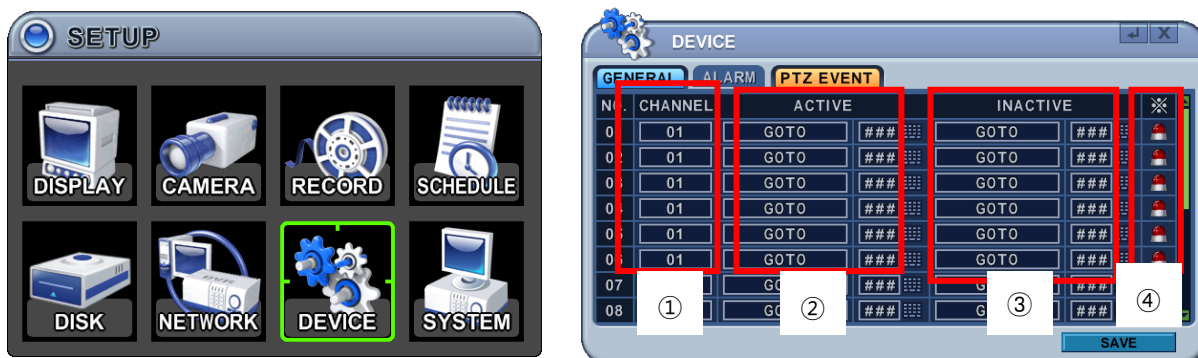 SETUP
DISPLAY CAMERA RECORD SCHEDULE
DISK NETWORK DEVICE SYSTEM
DEVICE
GENERAL ALARM PTZ EVENT
NO. CHANNEL ACTIVE INACTIVE ※
01 01 GOTO ### GOTO ###
02 01 GOTO ### GOTO ###
03 01 GOTO ### GOTO ###
04 01 GOTO ### GOTO ###
05 01 GOTO ### GOTO ###
06 01 GOTO ### GOTO ###
07 ### ###
08 ### ###
① ② ③ ④
SAVE